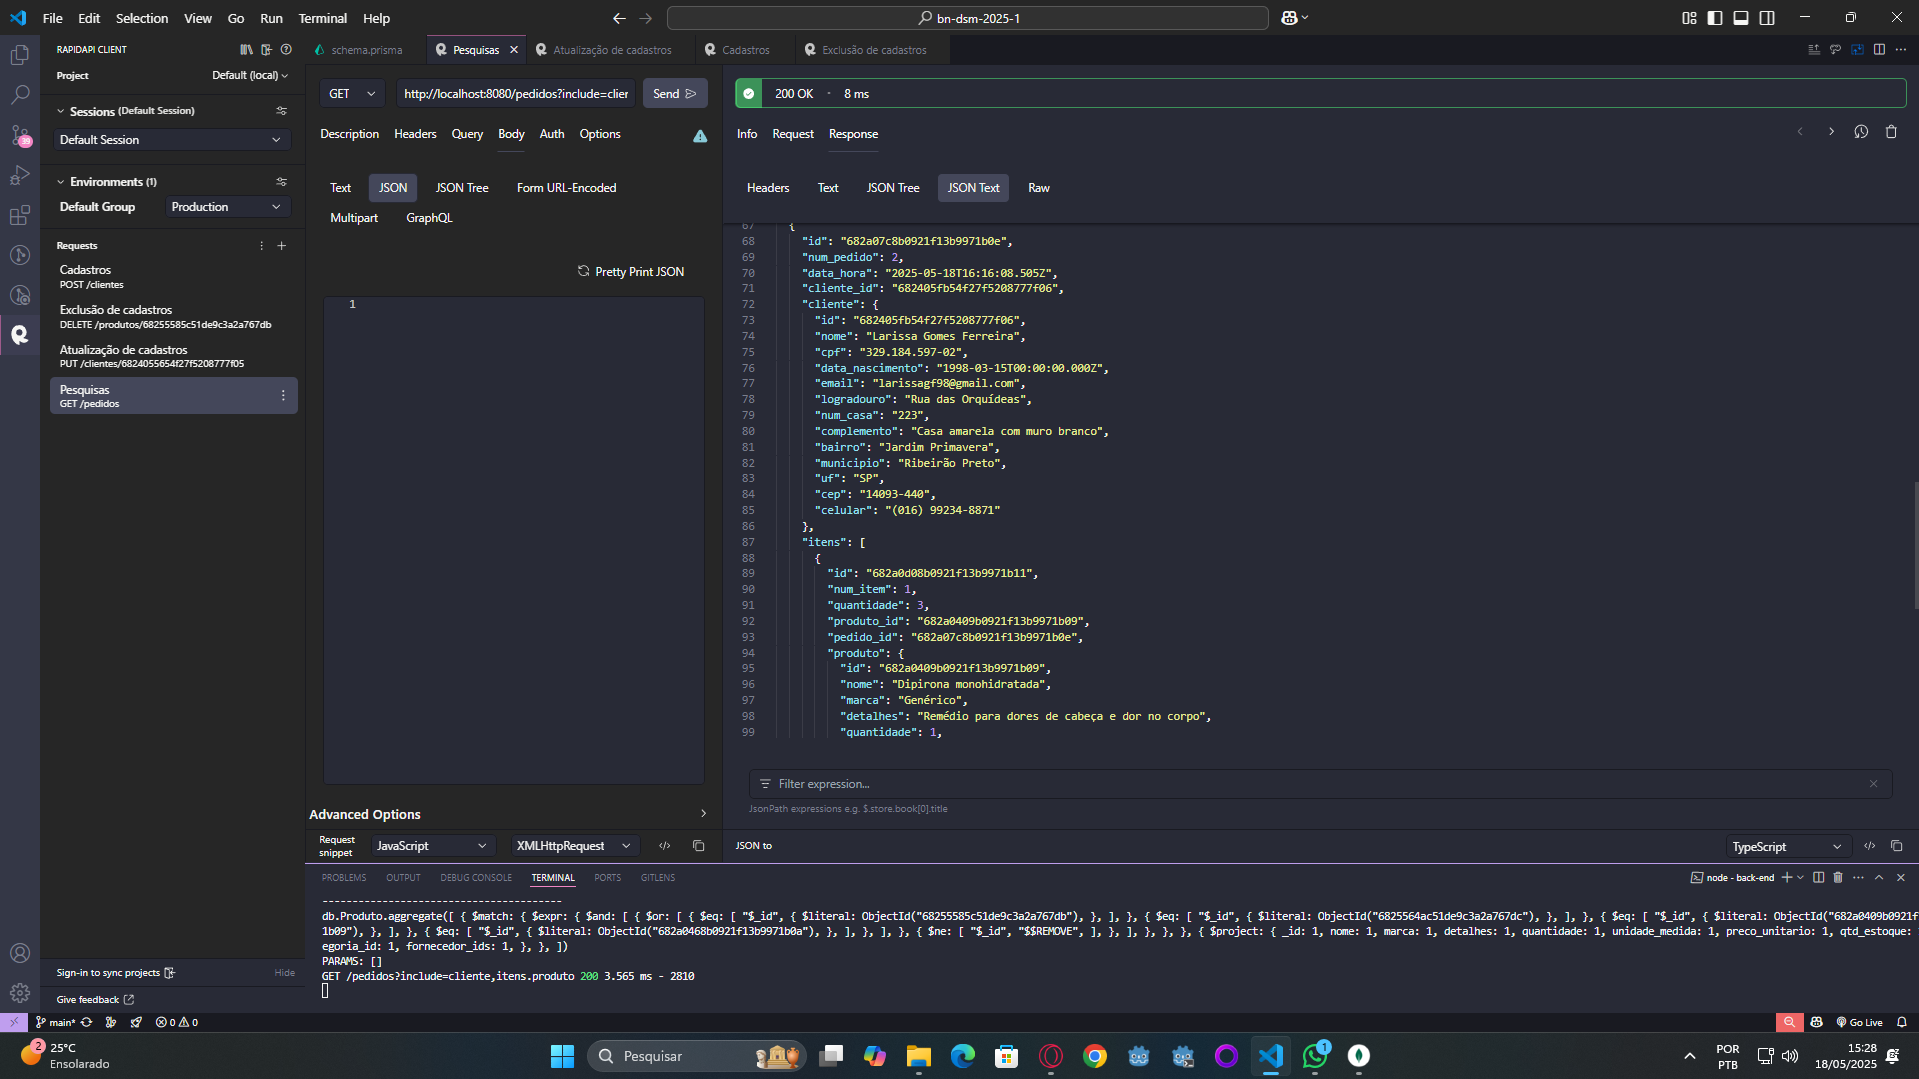 File Edit Selection View Go Run Terminal Help
bn-dsm-2025-1
RAPIDAPI CLIENT
Project
Default (local)
Sessions (Default Session)
Default Session
Environments (1)
Default Group
Production
Requests
Cadastros
POST /clientes
Exclusão de cadastros
DELETE /produtos/68255585c51de9c3a2a767db
Atualização de cadastros
PUT /clientes/6824055654f27f5208777f05
Pesquisas
GET /pedidos
Sign-in to sync projects
Hide
Give feedback
schema.prisma
Pesquisas
Atualização de cadastros
Cadastros
Exclusão de cadastros
GET
http://localhost:8080/pedidos?include=clier
Send
Description Headers Query Body Auth Options
Text JSON JSON Tree Form URL-Encoded
Multipart GraphQL
Pretty Print JSON
1
Advanced Options
Request snippet
JavaScript
XMLHttpRequest
200 OK • 8 ms
Info Request Response
Headers Text JSON Tree JSON Text Raw
67 {
68 "id": "682a07c8b0921f13b9971b0e",
69 "num_pedido": 2,
70 "data_hora": "2025-05-18T16:16:08.505Z",
71 "cliente_id": "682405fb54f27f5208777f06",
72 "cliente": {
73 "id": "682405fb54f27f5208777f06",
74 "nome": "Larissa Gomes Ferreira",
75 "cpf": "329.184.597-02",
76 "data_nascimento": "1998-03-15T00:00:00.000Z",
77 "email": "larissagf98@gmail.com",
78 "logradouro": "Rua das Orquídeas",
79 "num_casa": "223",
80 "complemento": "Casa amarela com muro branco",
81 "bairro": "Jardim Primavera",
82 "municipio": "Ribeirão Preto",
83 "uf": "SP",
84 "cep": "14093-440",
85 "celular": "(016) 99234-8871"
86 },
87 "itens": [
88 {
89 "id": "682a0d08b0921f13b9971b11",
90 "num_item": 1,
91 "quantidade": 3,
92 "produto_id": "682a0409b0921f13b9971b09",
93 "pedido_id": "682a07c8b0921f13b9971b0e",
94 "produto": {
95 "id": "682a0409b0921f13b9971b09",
96 "nome": "Dipirona monohidratada",
97 "marca": "Genérico",
98 "detalhes": "Remédio para dores de cabeça e dor no corpo",
99 "quantidade": 1,
Filter expression...
JsonPath expressions e.g. $.store.book[0].title
JSON to
TypeScript
PROBLEMS OUTPUT DEBUG CONSOLE TERMINAL PORTS GITLENS
node - back-end
----------------------------------------
db.Produto.aggregate([ { $match: { $expr: { $and: [ { $or: [ { $eq: [ "$_id", { $literal: ObjectId("68255585c51de9c3a2a767db"), }, ], }, { $eq: [ "$_id", { $literal: ObjectId("6825564ac51de9c3a2a767dc"), }, ], }, { $eq: [ "$_id", { $literal: ObjectId("682a0409b0921f
1b09"), }, ], }, { $eq: [ "$_id", { $literal: ObjectId("682a0468b0921f13b9971b0a"), }, ], }, ], }, { $ne: [ "$_id", "$$REMOVE", ], }, ], }, }, }, { $project: { _id: 1, nome: 1, marca: 1, detalhes: 1, quantidade: 1, unidade_medida: 1, preco_unitario: 1, qtd_estoque:
egoria_id: 1, fornecedor_ids: 1, }, }, ])
PARAMS: []
GET /pedidos?include=cliente,itens.produto 200 3.565 ms - 2810
main*
0 0
Go Live
2
25°C
Ensolarado
Pesquisar
1
POR
PTB
15:28
18/05/2025